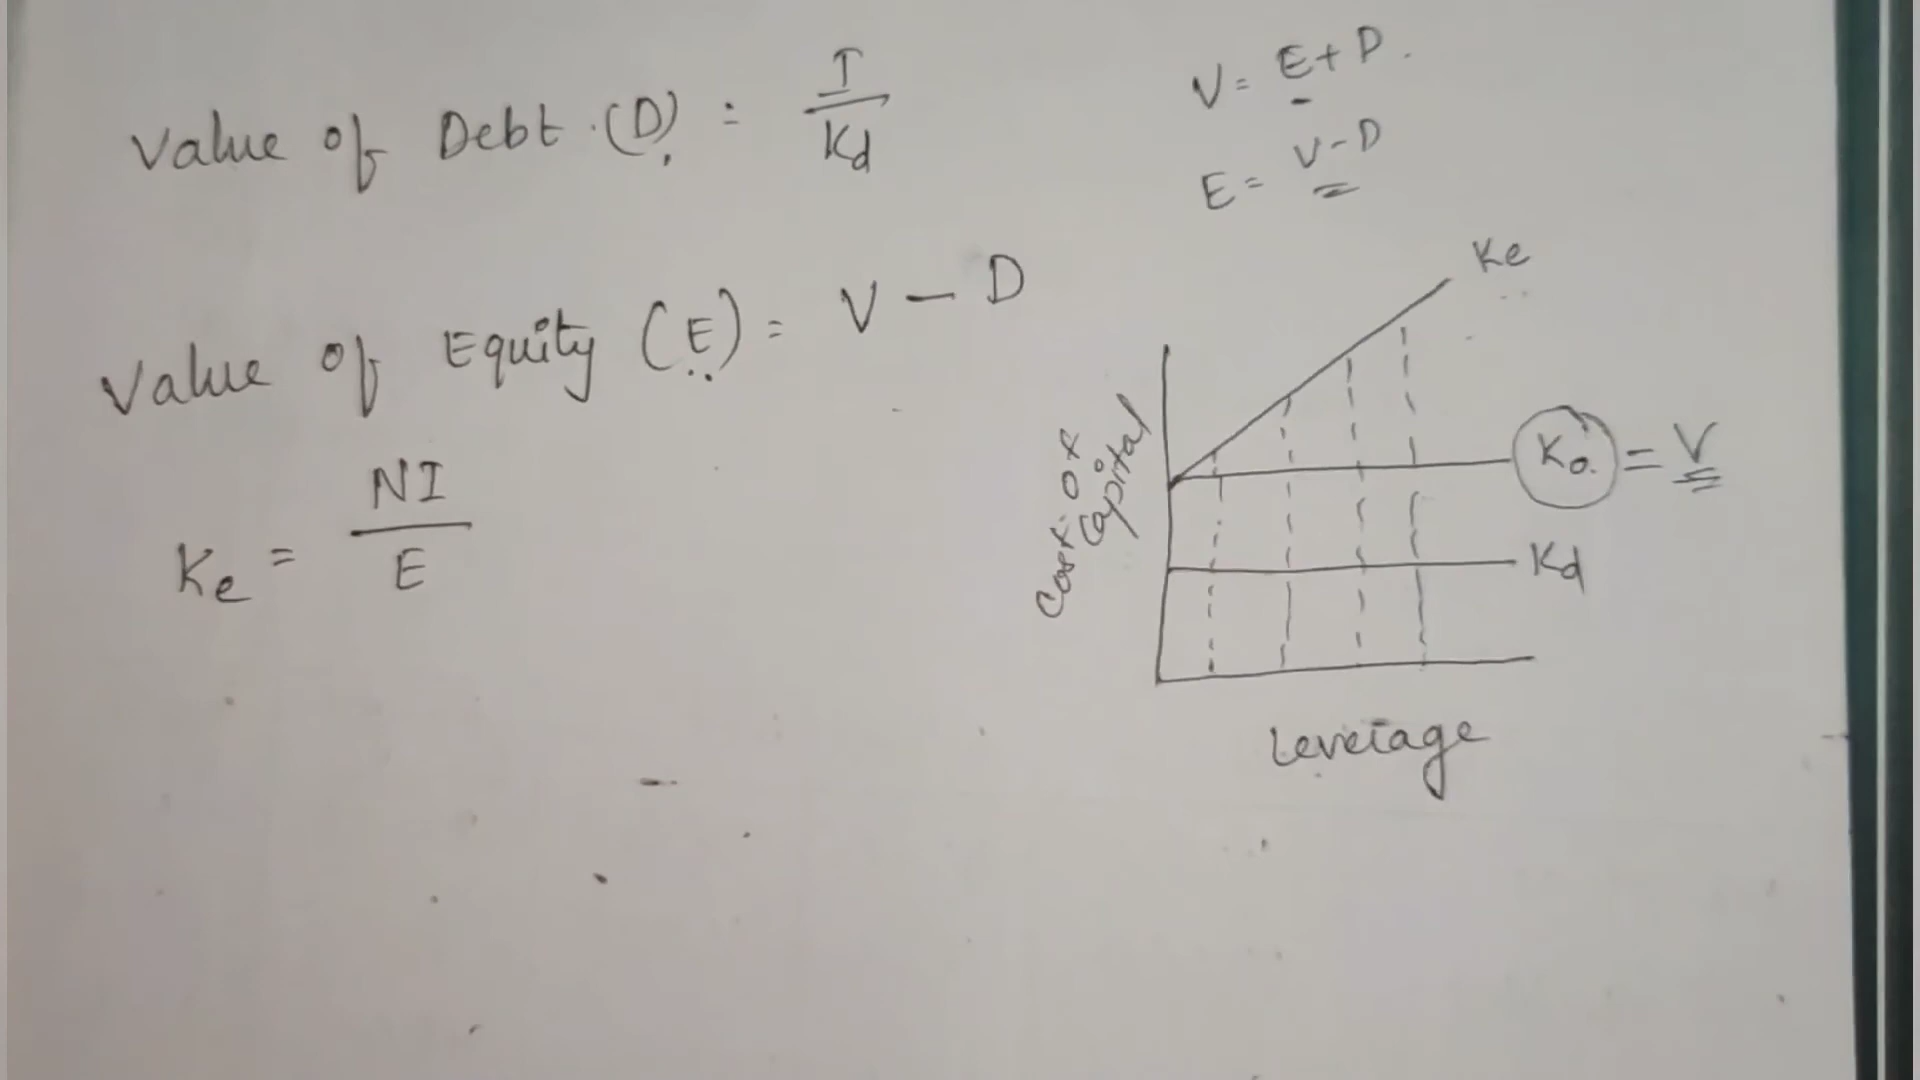 Value of Debt (D) = I / Kd
Value of Equity (E) = V - D
Ke = NI / E
V = E + D
E = V - D
Ke
Ko = V
Kd
Cost of
Capital
Leverage